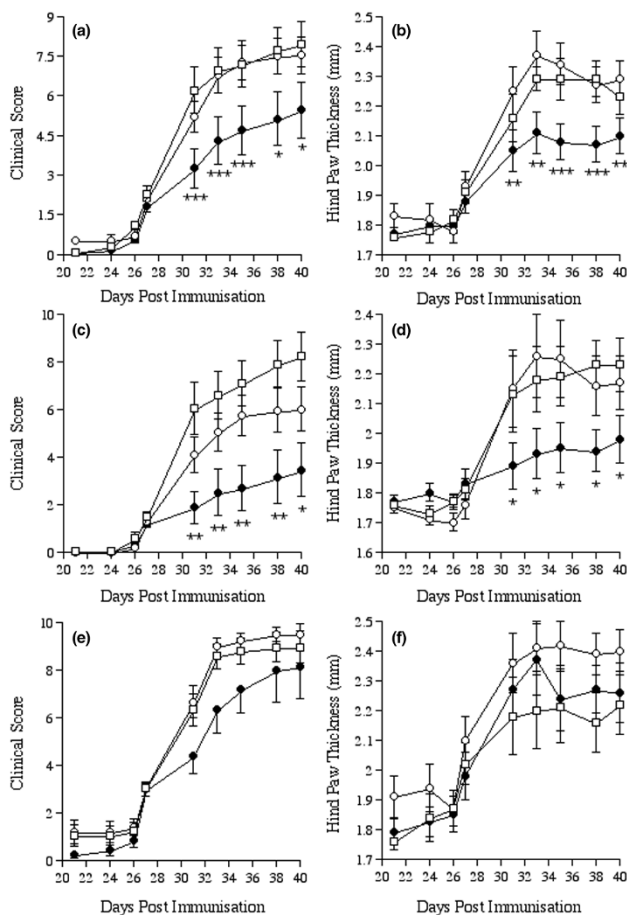 (a)
Clinical Score
9
7.5
6
4.5
3
1.5
0
*** *** *** * *
20 22 24 26 28 30 32 34 36 38 40
Days Post Immunisation
(b)
Hind Paw Thickness (mm)
2.5
2.4
2.3
2.2
2.1
2.0
1.9
1.8
1.7
** ** *** *** **
20 22 24 26 28 30 32 34 36 38 40
Days Post Immunisation
(c)
Clinical Score
10
8
6
4
2
0
** ** ** ** *
20 22 24 26 28 30 32 34 36 38 40
Days Post Immunisation
(d)
Hind Paw Thickness (mm)
2.4
2.3
2.2
2.1
2
1.9
1.8
1.7
1.6
* * * * *
20 22 24 26 28 30 32 34 36 38 40
Days Post Immunisation
(e)
Clinical Score
10
8
6
4
2
0
20 22 24 26 28 30 32 34 36 38 40
Days Post Immunisation
(f)
Hind Paw Thickness (mm)
2.5
2.4
2.3
2.2
2.1
2
1.9
1.8
1.7
20 22 24 26 28 30 32 34 36 38 40
Days Post Immunisation